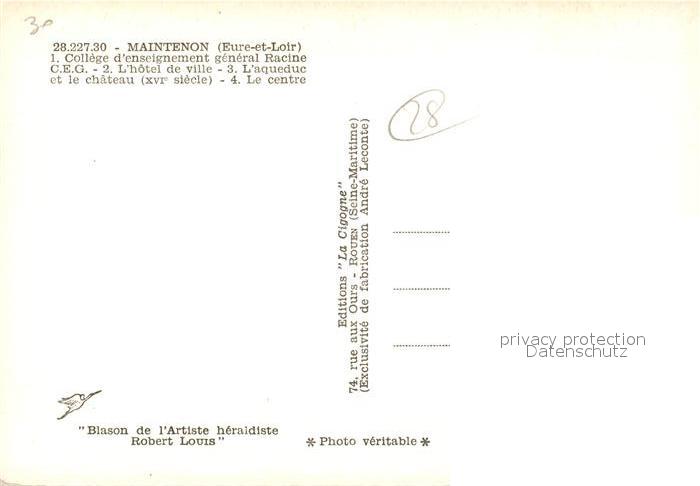 30
28.227.30 - MAINTENON (Eure-et-Loir)
1. Collège d'enseignement général Racine
C.E.G. - 2. L'hôtel de ville - 3. L'aqueduc
et le château (XVIe siècle) - 4. Le centre
28
Editions "La Cigogne"
74, rue aux Ours - ROUEN (Seine-Maritime)
(Exclusivité de fabrication André Leconte)
privacy protection
Datenschutz
"Blason de l'Artiste héraldiste
Robert LOUIS"
* Photo véritable *